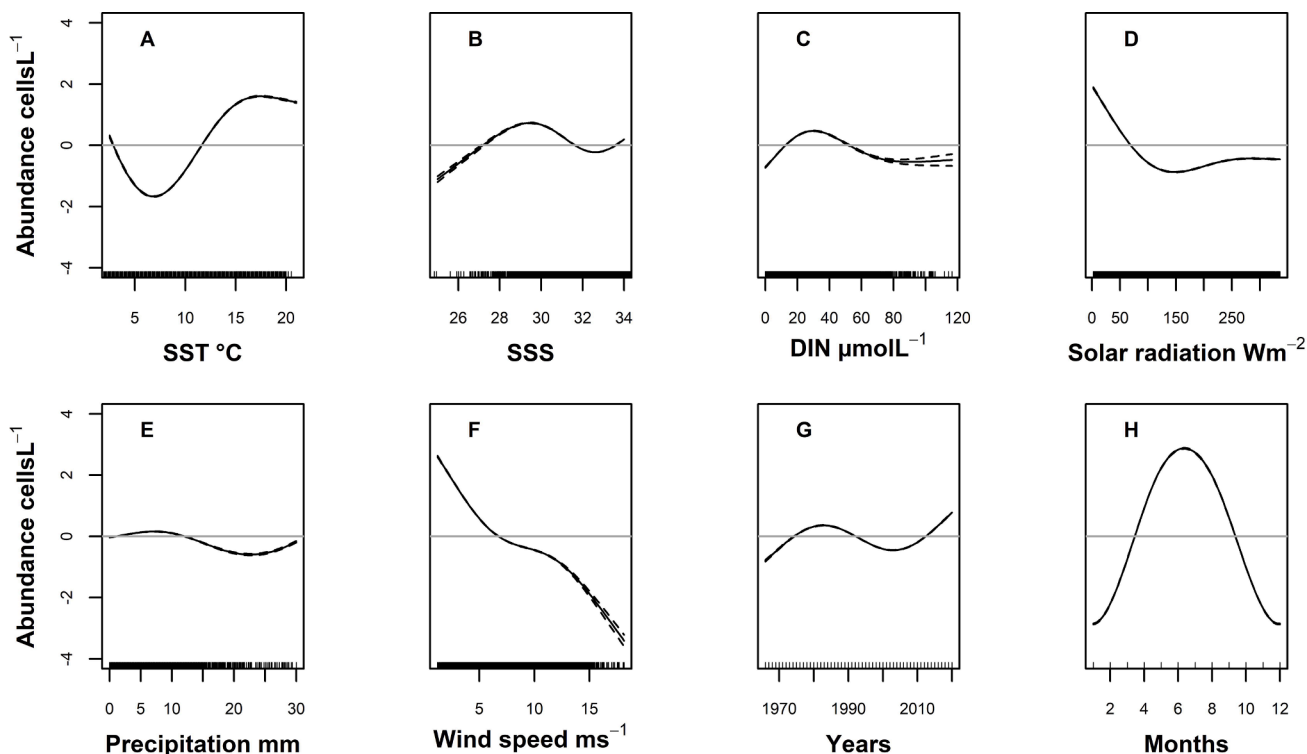 A B C D
Abundance cellsL⁻¹
4
2
0
-2
-4
5 10 15 20
26 28 30 32 34
0 20 40 60 80 120
0 50 150 250
SST °C
SSS
DIN µmolL⁻¹
Solar radiation Wm⁻²
E F G H
Abundance cellsL⁻¹
4
2
0
-2
-4
0 5 10 20 30
5 10 15
1970 1990 2010
2 4 6 8 10 12
Precipitation mm
Wind speed ms⁻¹
Years
Months